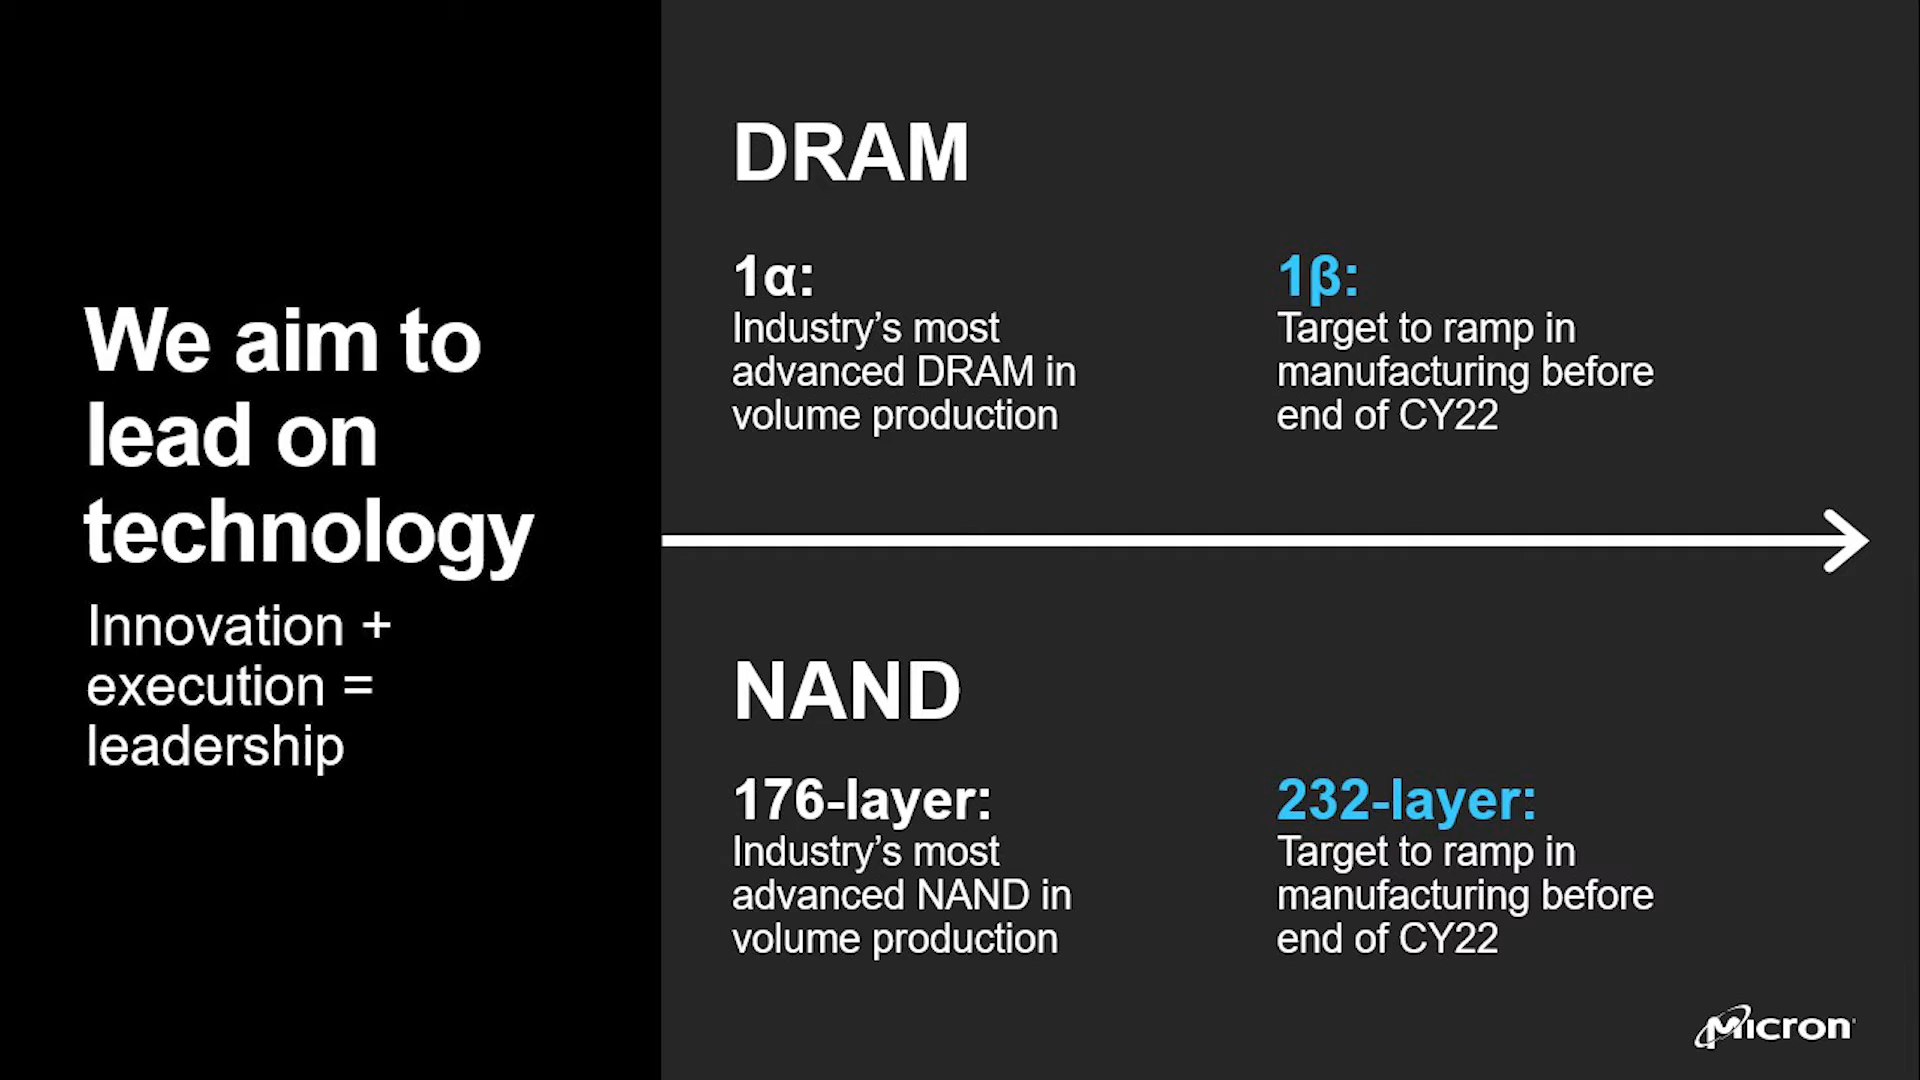 We aim to
lead on
technology
Innovation +
execution =
leadership
DRAM
1α:
Industry’s most
advanced DRAM in
volume production
1β:
Target to ramp in
manufacturing before
end of CY22
NAND
176-layer:
Industry’s most
advanced NAND in
volume production
232-layer:
Target to ramp in
manufacturing before
end of CY22
Micron